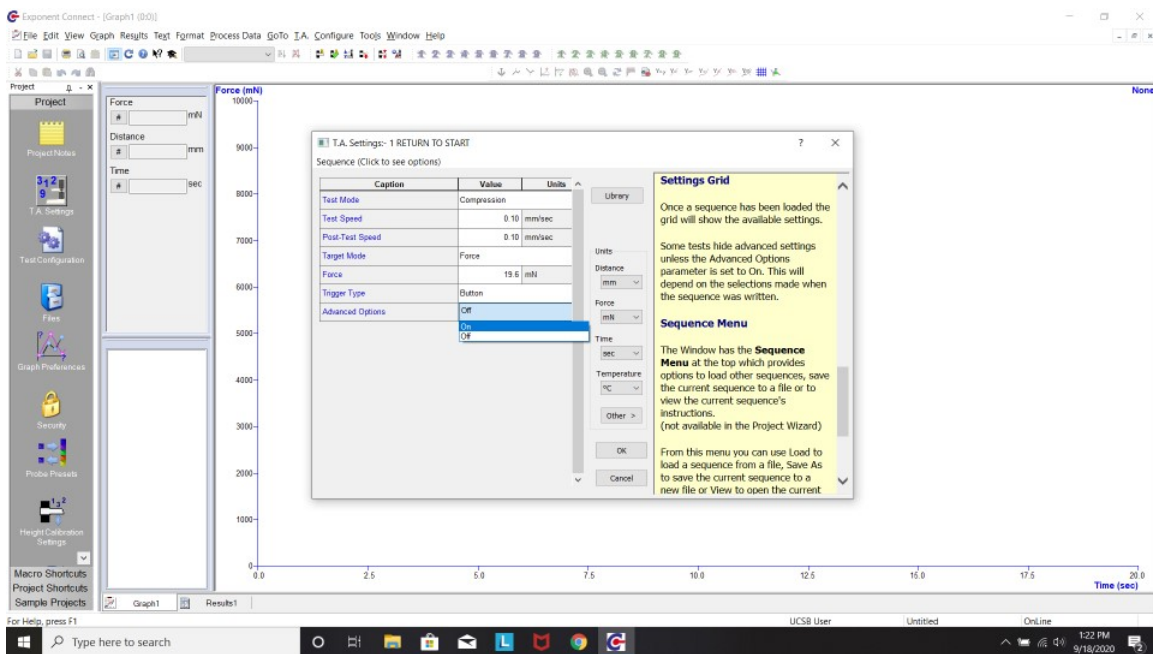 Exponent Connect - [Graph1 (0:0)]
File Edit View Graph Results Text Format Process Data GoTo T.A. Configure Tools Window Help
Project
Project
Project Notes
T.A. Settings
Test Configuration
Files
Graph Preferences
Security
Probe Presets
Height Calibration
Settings
Macro Shortcuts
Project Shortcuts
Sample Projects
Force
# mN
Distance
# mm
Time
# sec
Force (mN)
None
10000
9000
8000
7000
6000
5000
4000
3000
2000
1000
0
0.0 2.5 5.0 7.5 10.0 12.5 15.0 17.5 20.0
Time (sec)
T.A. Settings:- 1 RETURN TO START ?
Sequence (Click to see options)
Caption Value Units
Test Mode Compression
Test Speed 0.10 mm/sec
Post-Test Speed 0.10 mm/sec
Target Mode Force
Force 19.6 mN
Trigger Type Button
Advanced Options Off
On
Off
Library
Units
Distance
mm
Force
mN
Time
sec
Temperature
ºC
Other >
OK
Cancel
Settings Grid
Once a sequence has been loaded the
grid will show the available settings.
Some tests hide advanced settings
unless the Advanced Options
parameter is set to On. This will
depend on the selections made when
the sequence was written.
Sequence Menu
The Window has the Sequence
Menu at the top which provides
options to load other sequences, save
the current sequence to a file or to
view the current sequence's
instructions.
(not available in the Project Wizard)
From this menu you can use Load to
load a sequence from a file, Save As
to save the current sequence to a
new file or View to open the current
Graph1 Results1
For Help, press F1
UCSB User Untitled OnLine
Type here to search
1:22 PM
9/18/2020